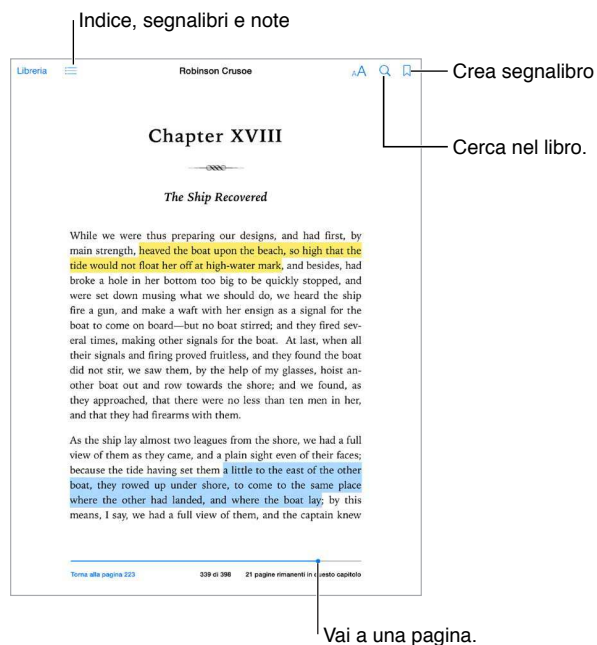 Indice, segnalibri e note
Libreria
Robinson Crusoe
AA
Crea segnalibro
Cerca nel libro.
Chapter XVIII
The Ship Recovered
While we were thus preparing our designs, and had first, by
main strength, heaved the boat upon the beach, so high that the
tide would not float her off at high-water mark, and besides, had
broke a hole in her bottom too big to be quickly stopped, and
were set down musing what we should do, we heard the ship
fire a gun, and make a waft with her ensign as a signal for the
boat to come on board—but no boat stirred; and they fired sev-
eral times, making other signals for the boat. At last, when all
their signals and firing proved fruitless, and they found the boat
did not stir, we saw them, by the help of my glasses, hoist an-
other boat out and row towards the shore; and we found, as
they approached, that there were no less than ten men in her,
and that they had firearms with them.
As the ship lay almost two leagues from the shore, we had a full
view of them as they came, and a plain sight even of their faces;
because the tide having set them a little to the east of the other
boat, they rowed up under shore, to come to the same place
where the other had landed, and where the boat lay; by this
means, I say, we had a full view of them, and the captain knew
Torna alla pagina 223
339 di 398
21 pagine rimanenti in questo capitolo
Vai a una pagina.